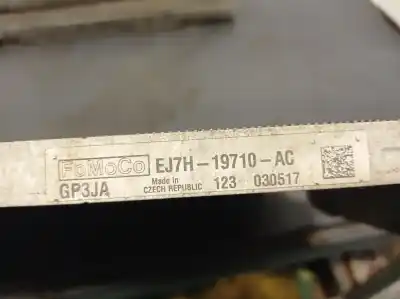 FoMoCo EJ7H-19710-AC
GP3JA Made in CZECH REPUBLIC 123 030517